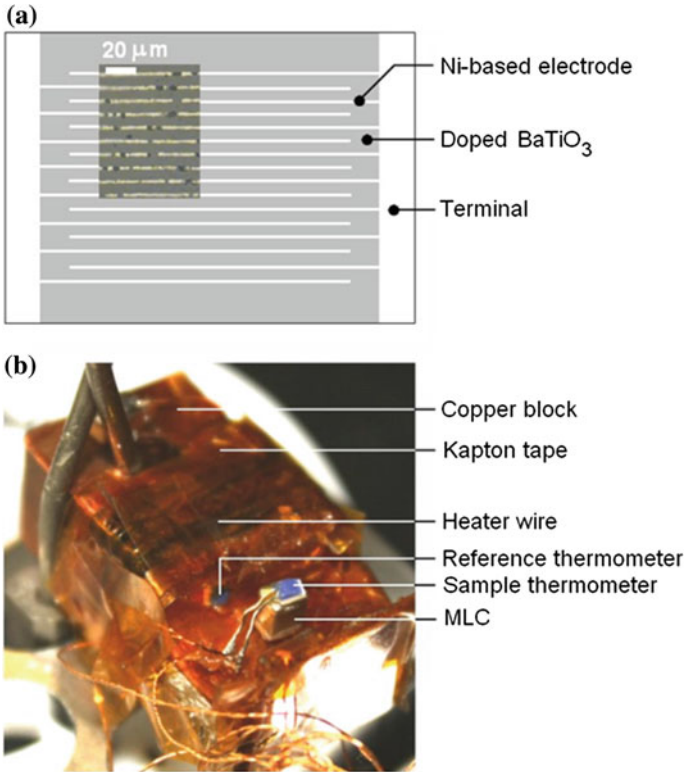 (a)
20 μm
Ni-based electrode
Doped BaTiO3
Terminal
(b)
Copper block
Kapton tape
Heater wire
Reference thermometer
Sample thermometer
MLC